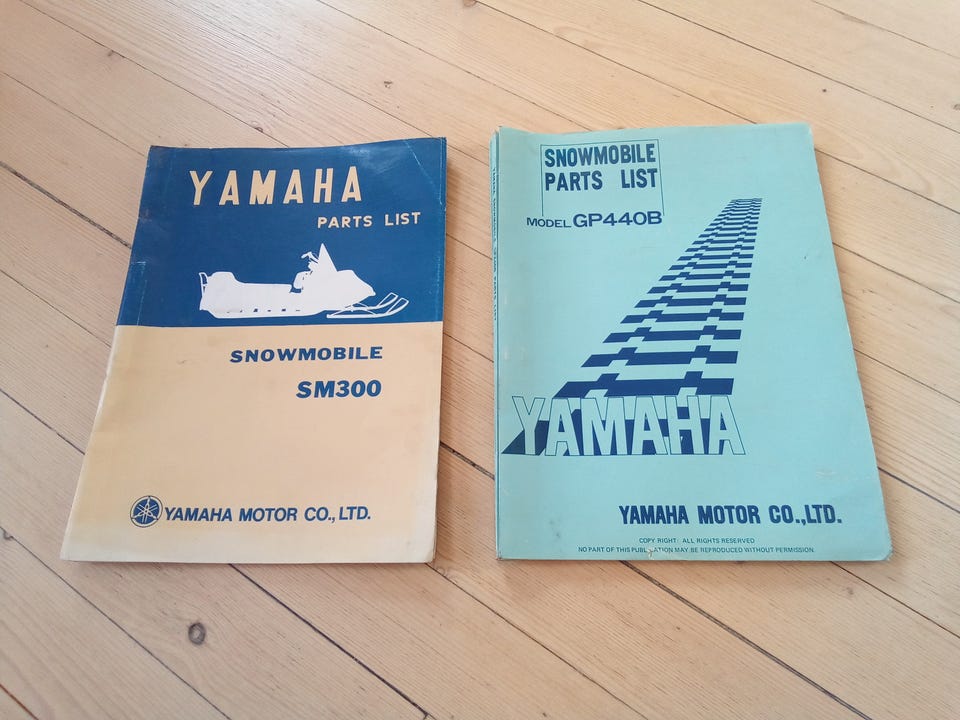 YAMAHA
PARTS LIST
SNOWMOBILE
SM300
YAMAHA MOTOR CO., LTD.
SNOWMOBILE
PARTS LIST
MODEL GP440B
YAMAHA
YAMAHA MOTOR CO.,LTD.
COPY RIGHT: ALL RIGHTS RESERVED
NO PART OF THIS MAY BE REPRODUCED WITHOUT PERMISSION.